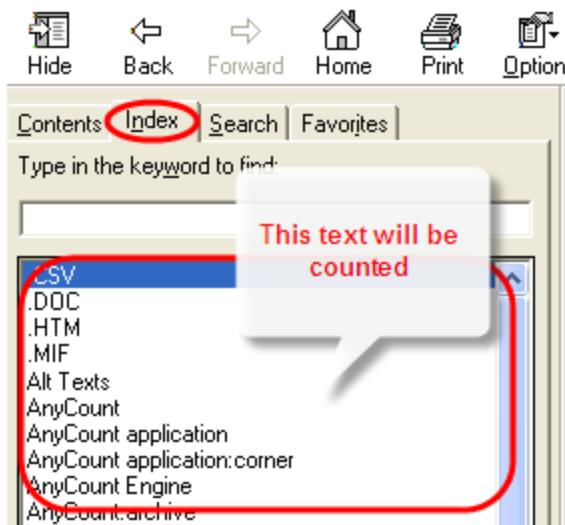 Hide Back Forward Home Print Option
Contents Index Search Favorites
Type in the keyword to find:
This text will be
counted
.CSV
.DOC
.HTM
.MIF
Alt Texts
AnyCount
AnyCount application
AnyCount application:corner
AnyCount Engine
AnyCount:archive